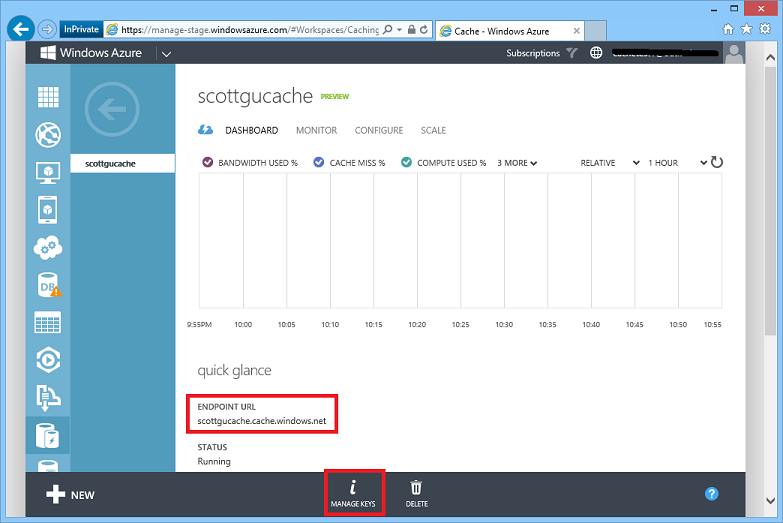 InPrivate
https://manage-stage.windowsazure.com/#Workspaces/Caching
Cache - Windows Azure
Windows Azure
Subscriptions
scottgucache
scottgucache PREVIEW
DASHBOARD MONITOR CONFIGURE SCALE
BANDWIDTH USED % CACHE MISS % COMPUTE USED % 3 MORE RELATIVE 1 HOUR
9:55PM 10:00 10:05 10:10 10:15 10:20 10:25 10:30 10:35 10:40 10:45 10:50 10:55
DB
quick glance
ENDPOINT URL
scottgucache.cache.windows.net
STATUS
Running
NEW
i
MANAGE KEYS
DELETE
?